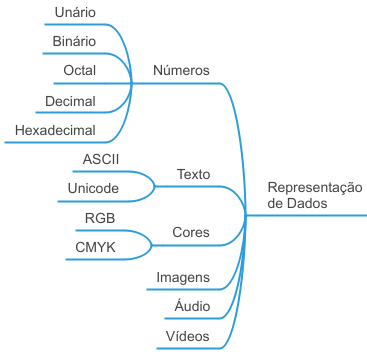 Unário
Binário
Octal
Decimal
Hexadecimal
Números
ASCII
Unicode
Texto
RGB
CMYK
Cores
Imagens
Áudio
Vídeos
Representação
de Dados